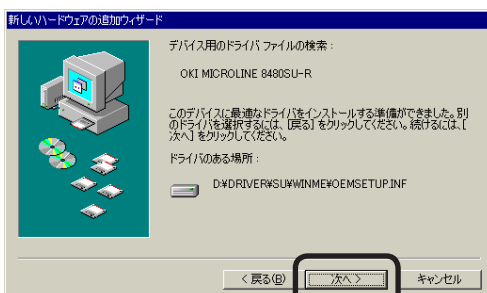 新しいハードウェアの追加ウィザード
デバイス用のドライバ ファイルの検索：
OKI MICROLINE 8480SU-R
このデバイスに最適なドライバをインストールする準備ができました。別
のドライバを選択するには、[戻る] をクリックしてください。続けるには、[
次へ] をクリックしてください。
ドライバのある場所：
D:¥DRIVER¥SU¥WINME¥OEMSETUP.INF
< 戻る(B)
次へ >
キャンセル